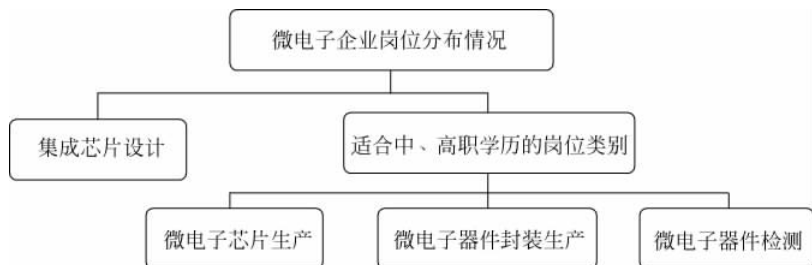 微电子企业岗位分布情况
集成芯片设计
适合中、高职学历的岗位类别
微电子芯片生产
微电子器件封装生产
微电子器件检测